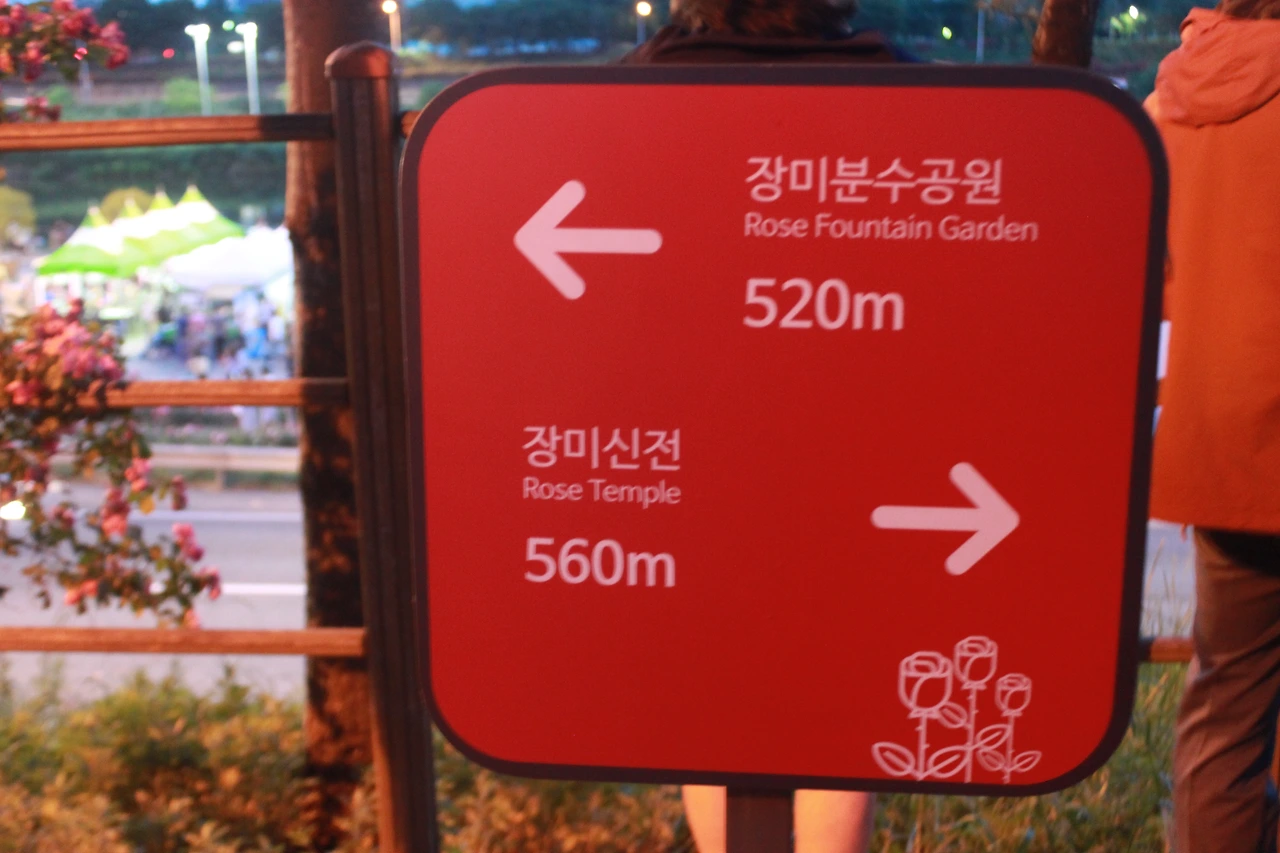 장미분수공원
Rose Fountain Garden
520m
장미신전
Rose Temple
560m